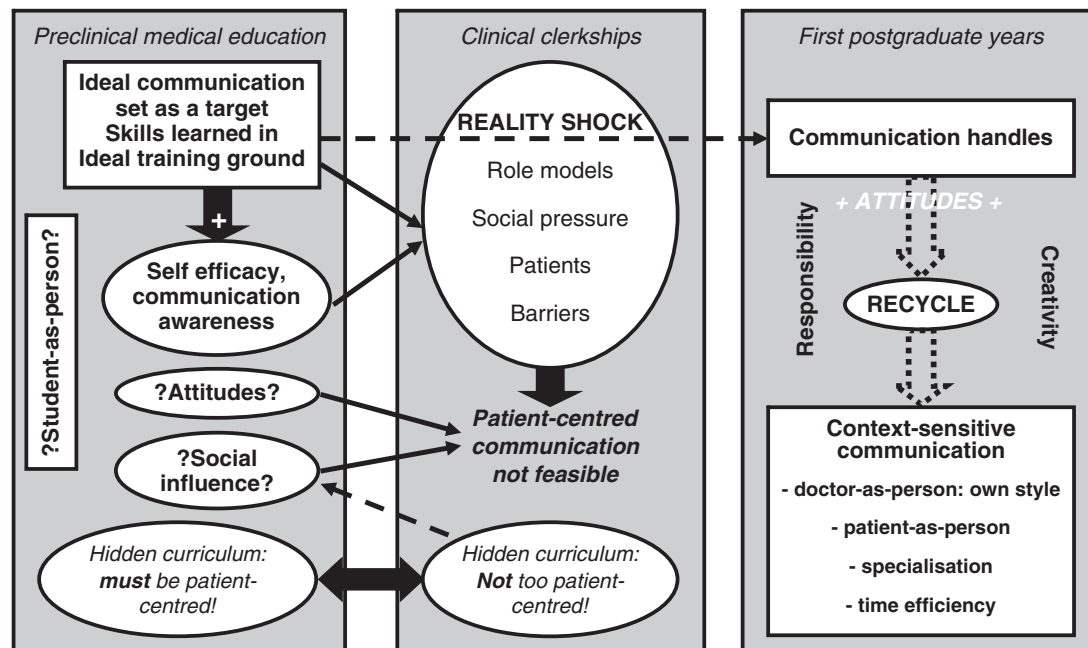 Preclinical medical education
Ideal communication
set as a target
Skills learned in
Ideal training ground
+
?Student-as-person?
Self efficacy,
communication
awareness
?Attitudes?
?Social
influence?
Hidden curriculum:
must be patient-
centred!
Clinical clerkships
REALITY SHOCK
Role models
Social pressure
Patients
Barriers
Patient-centred
communication
not feasible
Hidden curriculum:
Not too patient-
centred!
First postgraduate years
Communication handles
+ ATTITUDES +
Responsibility
Creativity
RECYCLE
Context-sensitive
communication
- doctor-as-person: own style
- patient-as-person
- specialisation
- time efficiency